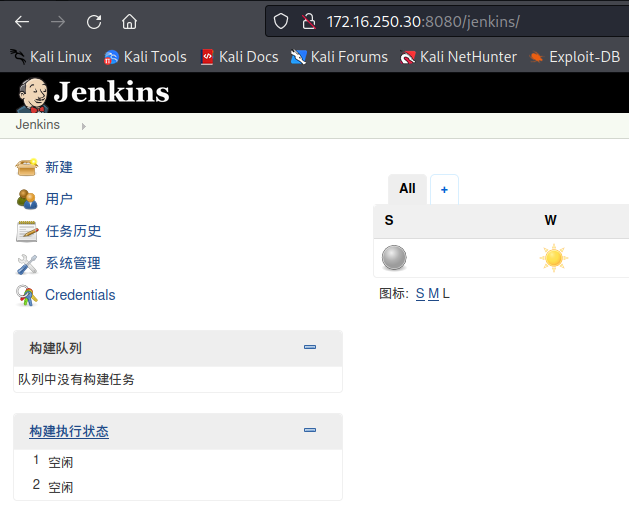 172.16.250.30:8080/jenkins/
Kali Linux Kali Tools Kali Docs Kali Forums Kali NetHunter Exploit-DB
Jenkins
Jenkins
新建
用户
任务历史
系统管理
Credentials
All +
S W
图标: S M L
构建队列
队列中没有构建任务
构建执行状态
1 空闲
2 空闲